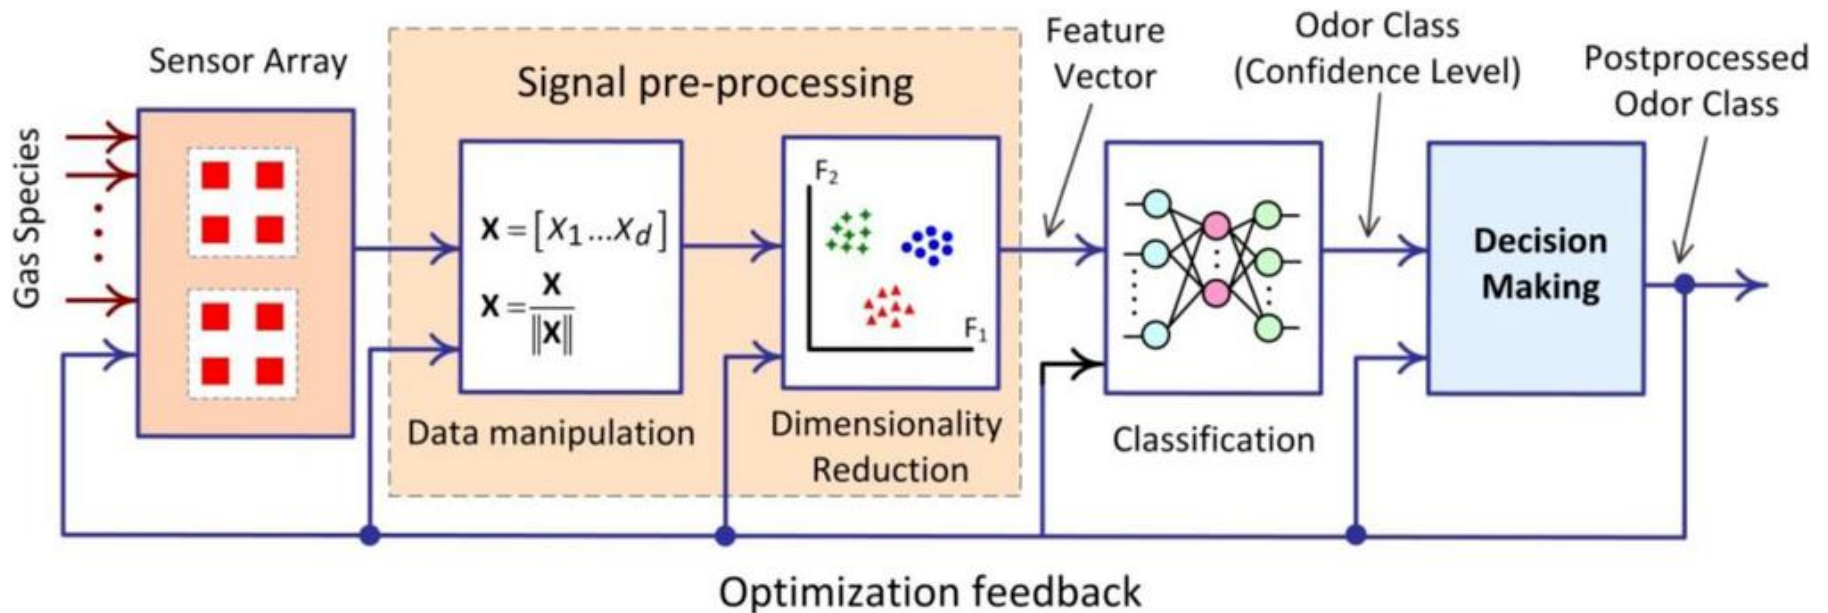 Gas Species
Sensor Array
Signal pre-processing
X = [X₁...X_d]
X = X / ‖X‖
Data manipulation
F₂
F₁
Dimensionality
Reduction
Feature
Vector
Classification
Odor Class
(Confidence Level)
Decision
Making
Postprocessed
Odor Class
Optimization feedback